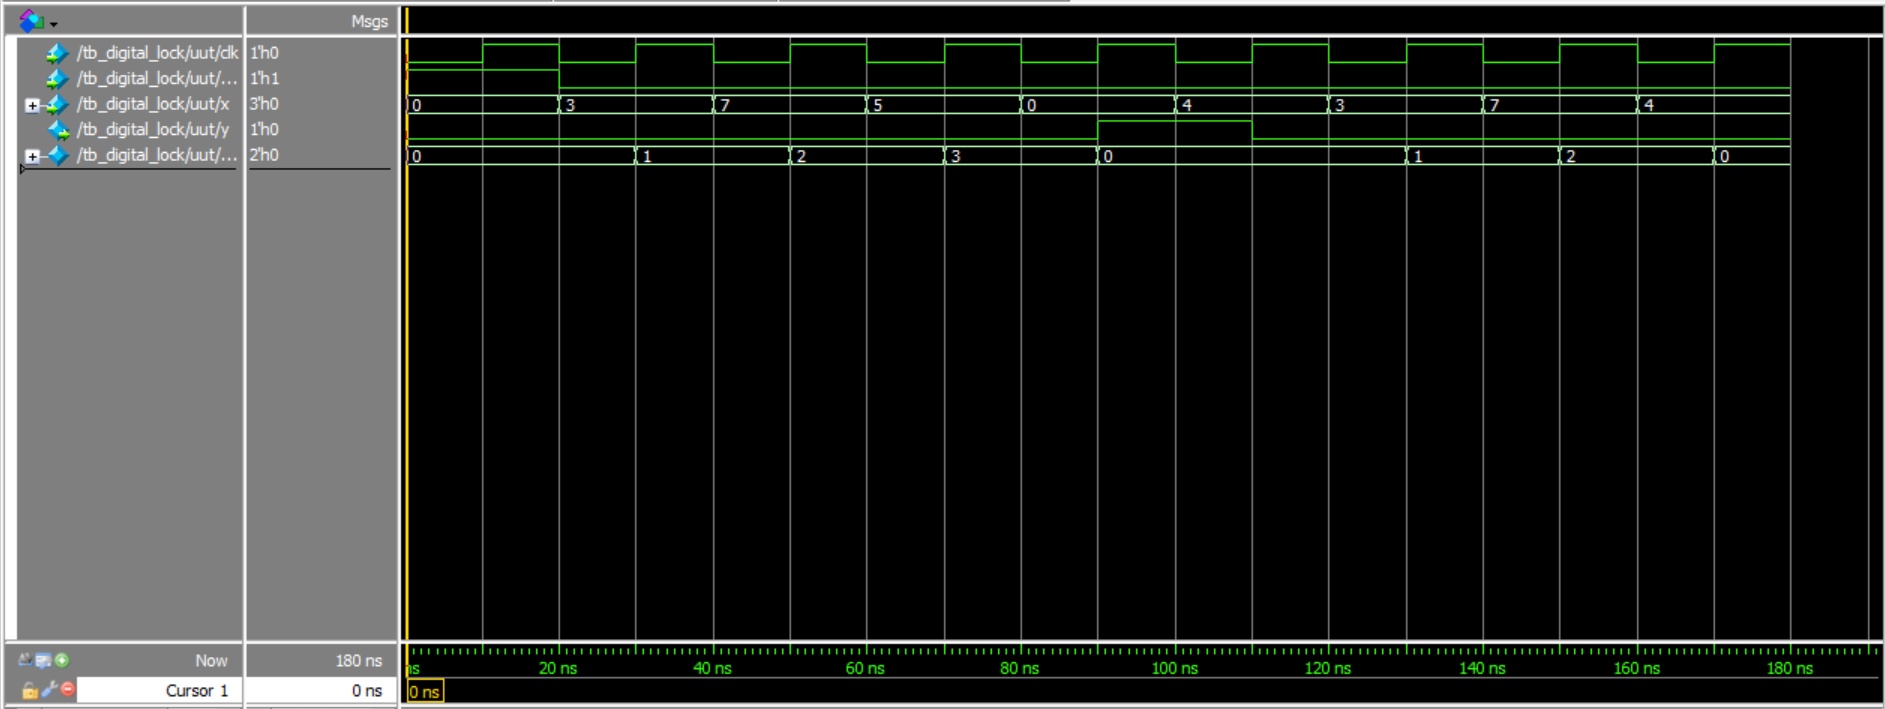 Msgs
/tb_digital_lock/uut/clk 1'h0
/tb_digital_lock/uut/... 1'h1
/tb_digital_lock/uut/x 3'h0 0 3 7 5 0 4 3 7 4
/tb_digital_lock/uut/y 1'h0
/tb_digital_lock/uut/... 2'h0 0 1 2 3 0 1 2 0
Now 180 ns ns 20 ns 40 ns 60 ns 80 ns 100 ns 120 ns 140 ns 160 ns 180 ns
Cursor 1 0 ns 0 ns